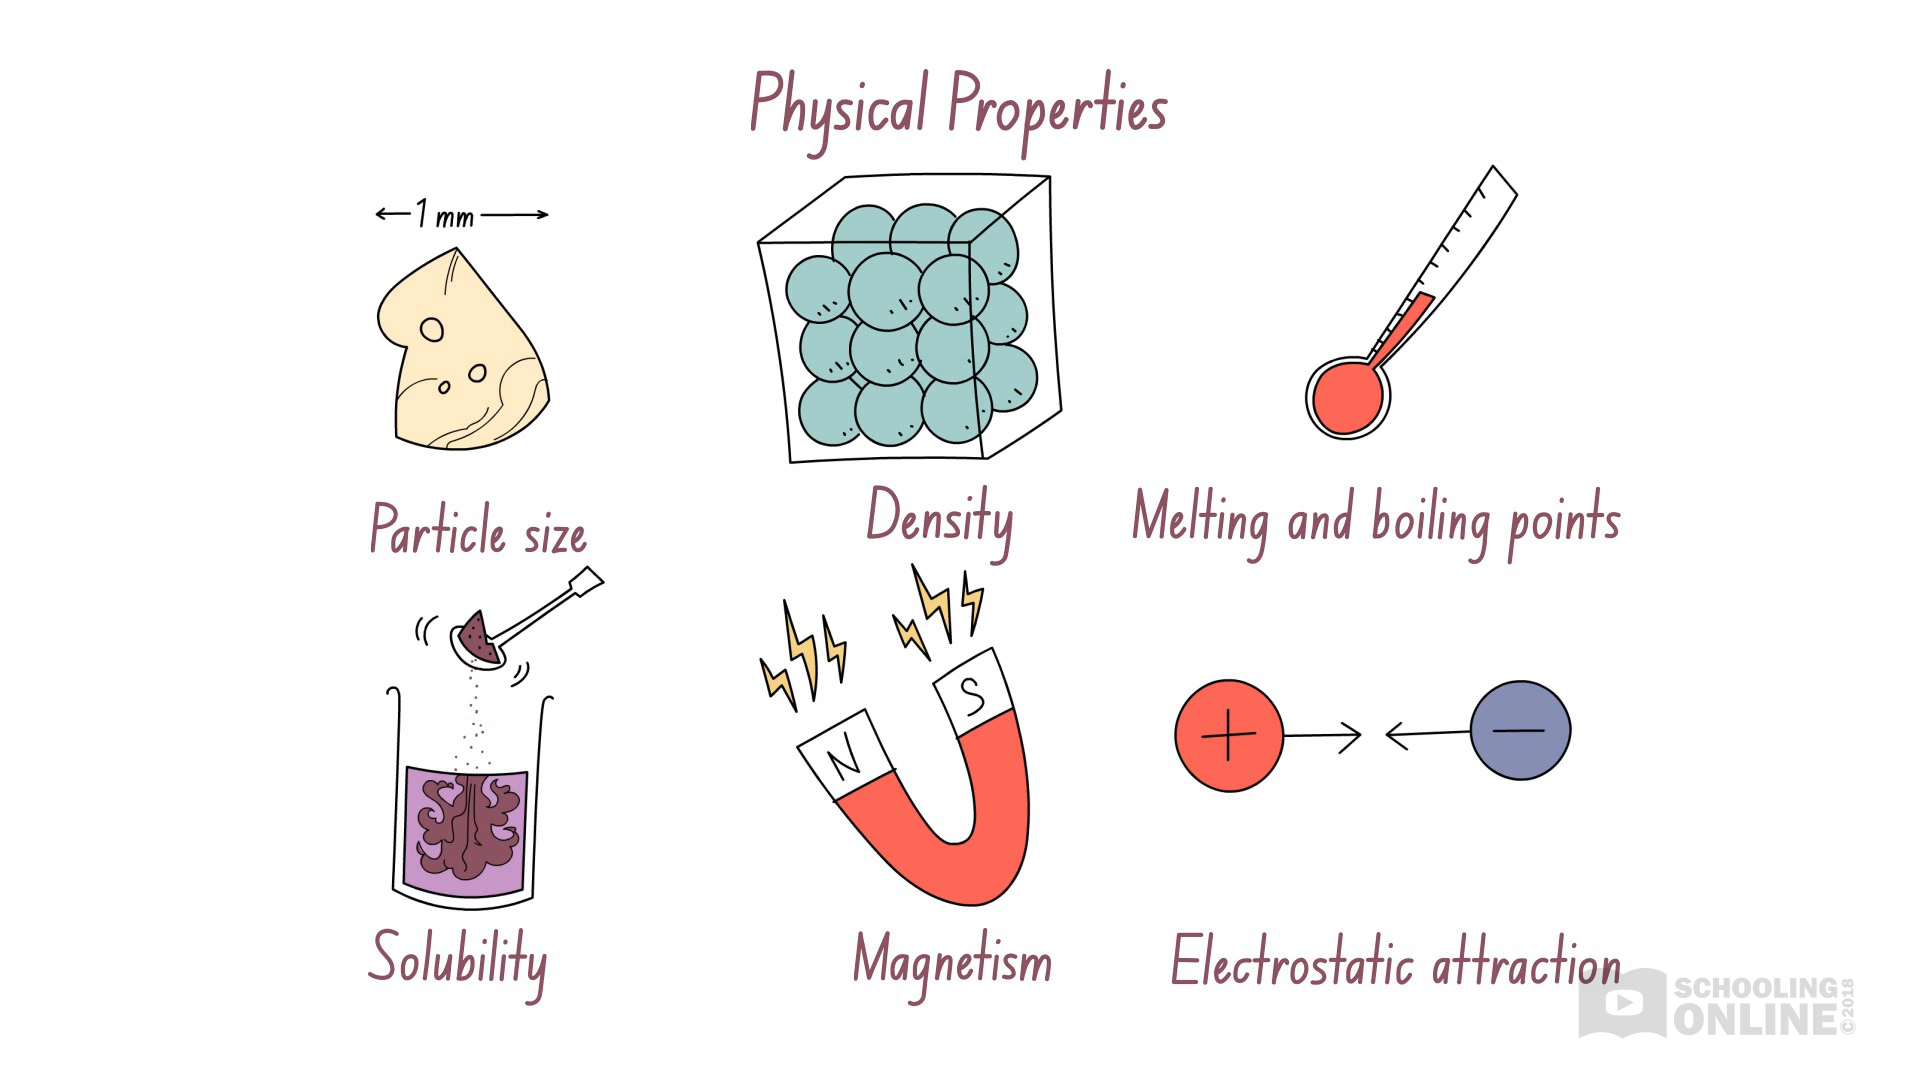 Physical Properties
1 mm
Particle size
Density
Melting and boiling points
N
S
+
−
Solubility
Magnetism
Electrostatic attraction
SCHOOLING
ONLINE
©2018